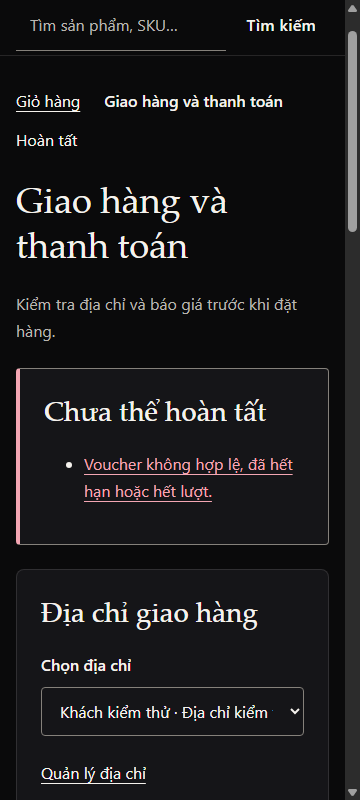 Tìm sản phẩm, SKU...
Tìm kiếm
Giỏ hàng
Giao hàng và thanh toán
Hoàn tất
Giao hàng và
thanh toán
Kiểm tra địa chỉ và báo giá trước khi đặt
hàng.
Chưa thể hoàn tất
Voucher không hợp lệ, đã hết
hạn hoặc hết lượt.
Địa chỉ giao hàng
Chọn địa chỉ
Khách kiểm thử · Địa chỉ kiểm
Quản lý địa chỉ